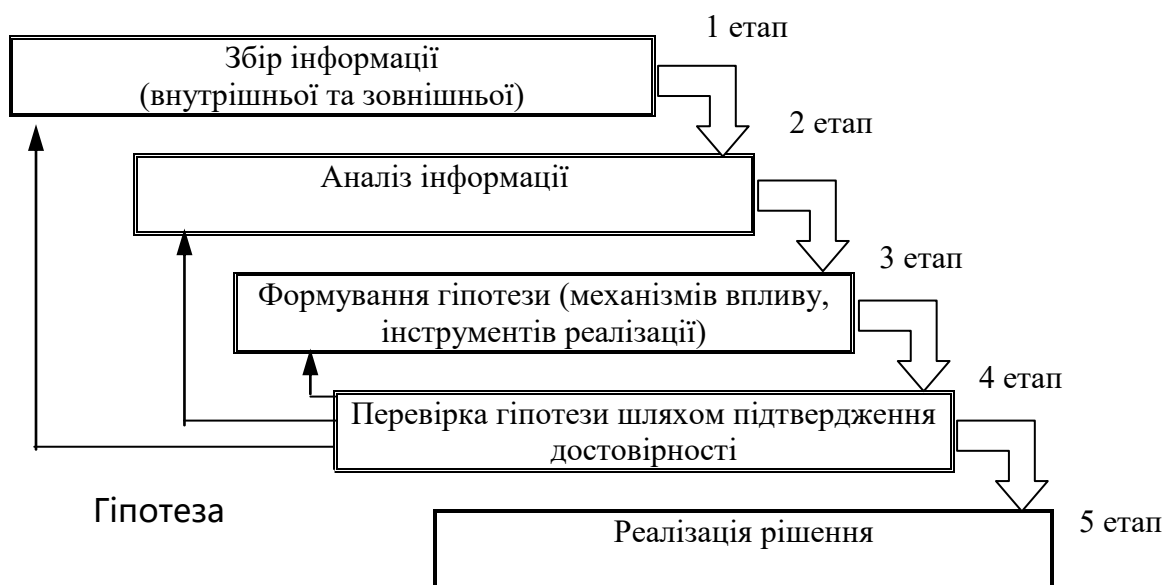 1 етап
Збір інформації
(внутрішньої та зовнішньої)
2 етап
Аналіз інформації
3 етап
Формування гіпотези (механізмів впливу,
інструментів реалізації)
4 етап
Перевірка гіпотези шляхом підтвердження
достовірності
Гіпотеза
5 етап
Реалізація рішення